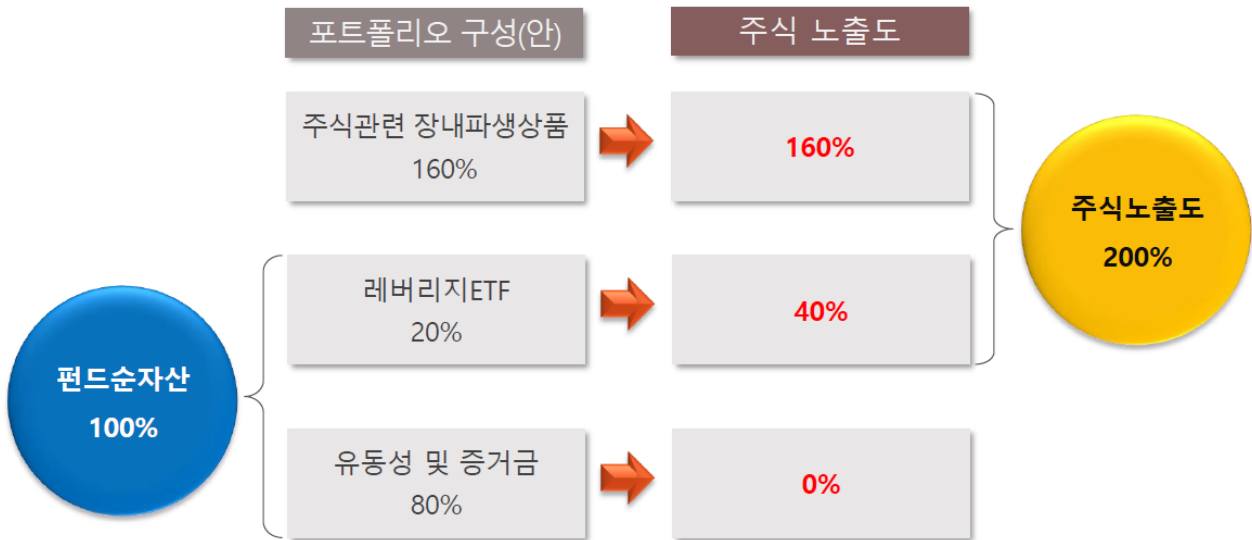 포트폴리오 구성(안)
주식 노출도
주식관련 장내파생상품
160%
160%
레버리지ETF
20%
40%
유동성 및 증거금
80%
0%
펀드순자산
100%
주식노출도
200%